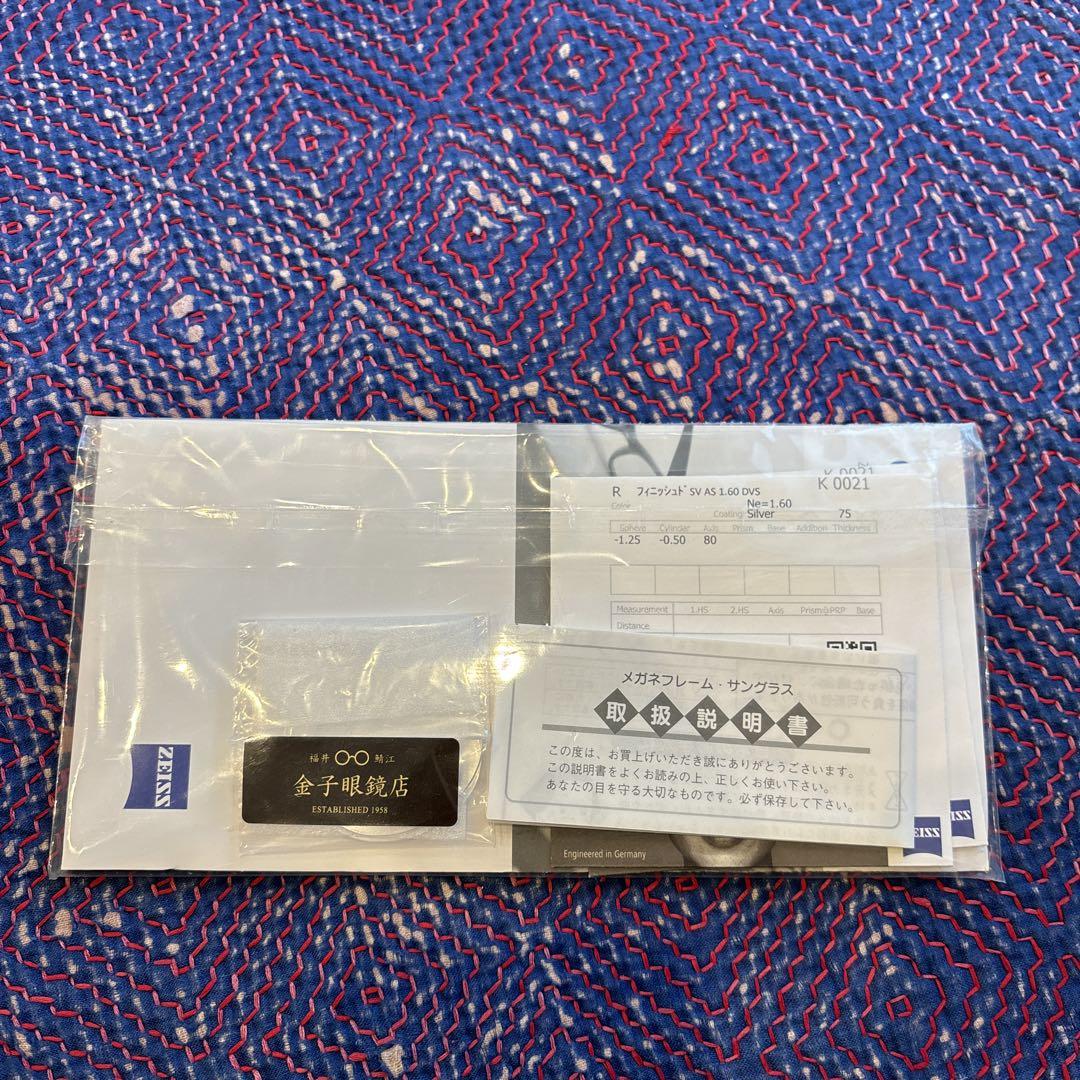 K 0021
K 0021
R フィニッシュド SV AS 1.60 DVS
Color Ne=1.60
Coating Silver 75
Sphere Cylinder Axis Prism Base Addition Thickness
-1.25 -0.50 80
Measurement 1.HS 2.HS Axis Prism@PRP Base
Distance
メガネフレーム・サングラス
取扱説明書
この度は、お買上げいただき誠にありがとうございます。
この説明書をよくお読みの上、正しくお使い下さい。
あなたの目を守る大切なものです。必ず保存して下さい。
ZEISS
福井 鯖江
金子眼鏡店
ESTABLISHED 1958
Engineered in Germany
ZEISS